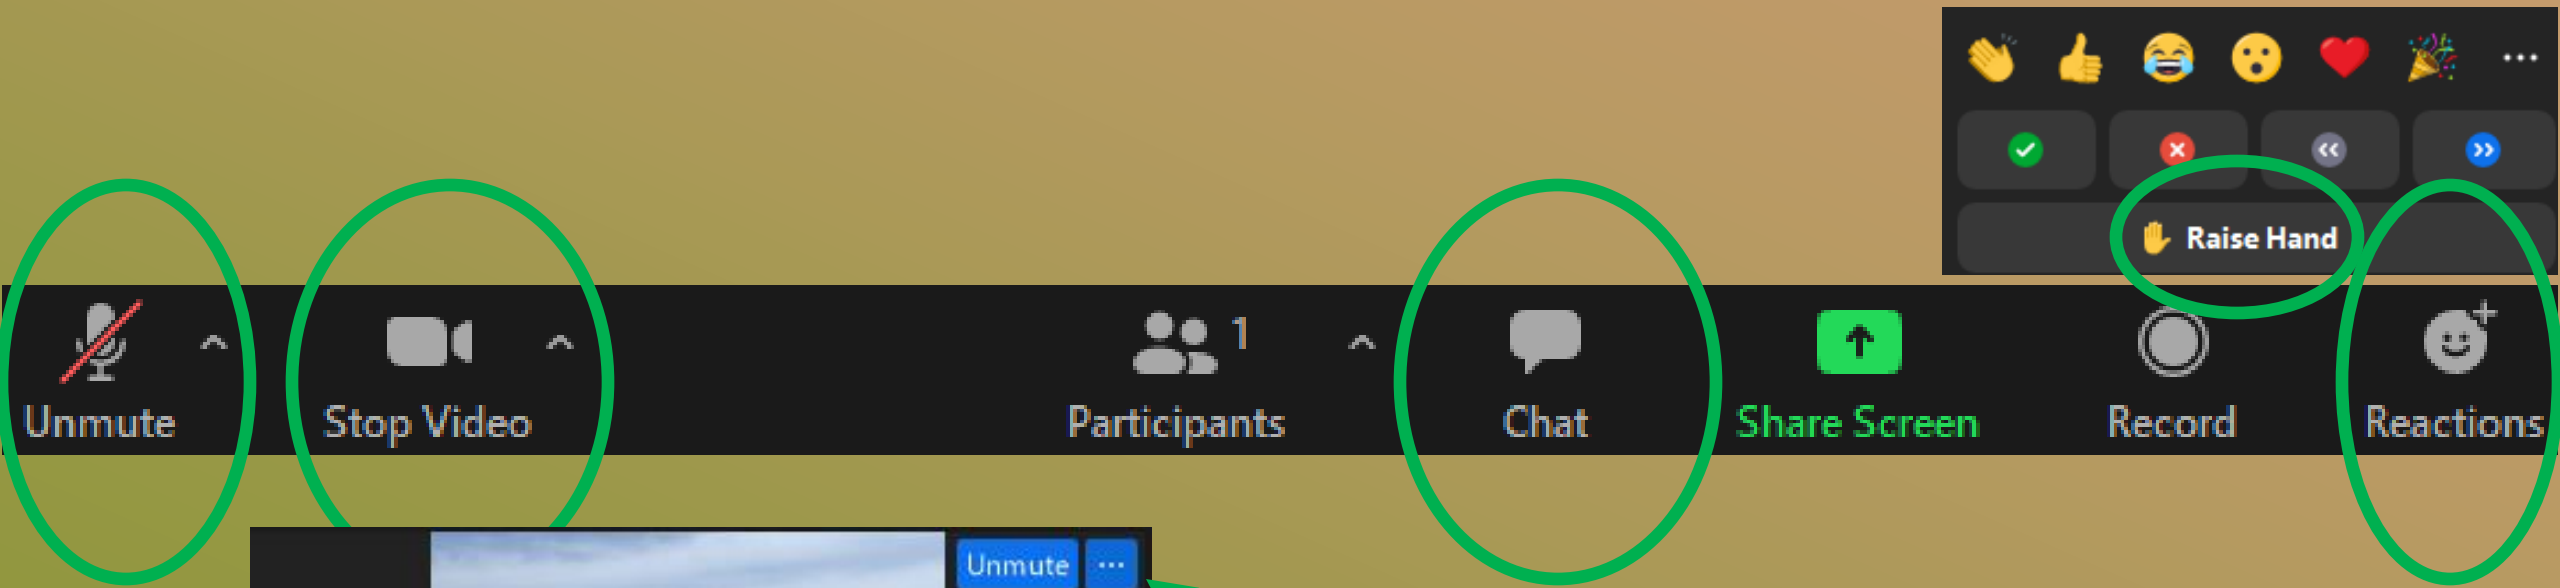 Raise Hand
1
Unmute
Stop Video
Participants
Chat
Share Screen
Record
Reactions
Unmute